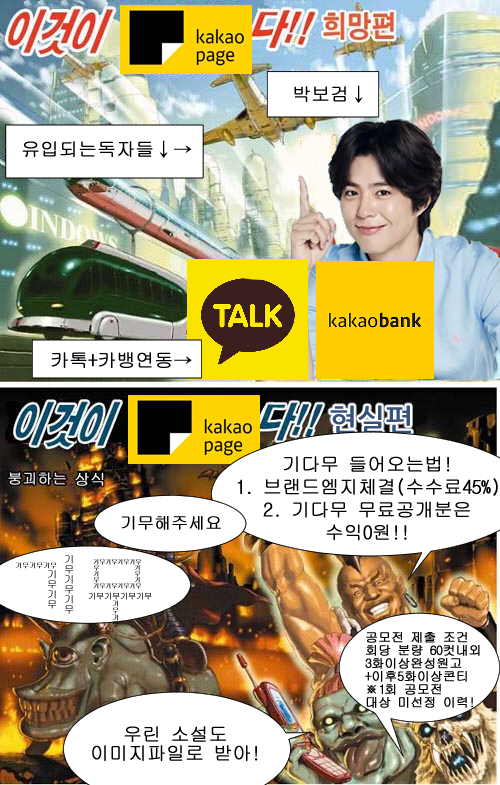 이것이 kakao page 다!! 희망편
박보검↓
유입되는독자들↓→
INDOWS
TALK
kakaobank
카톡+카뱅연동→
이것이 kakao page 다!! 현실편
붕괴하는 상식
기다무 들어오는법!
1. 브랜드엠지체결(수수료45%)
2. 기다무 무료공개분은
수익0원!!
기무해주세요
기무기무기무
기무기무기무
기무기무기무기무
우린 소설도
이미지파일로 받아!
공모전 제출 조건
회당 분량 60컷내외
3화이상완성원고
+이후5화이상콘티
※1회 공모전
대상 미선정 이력!